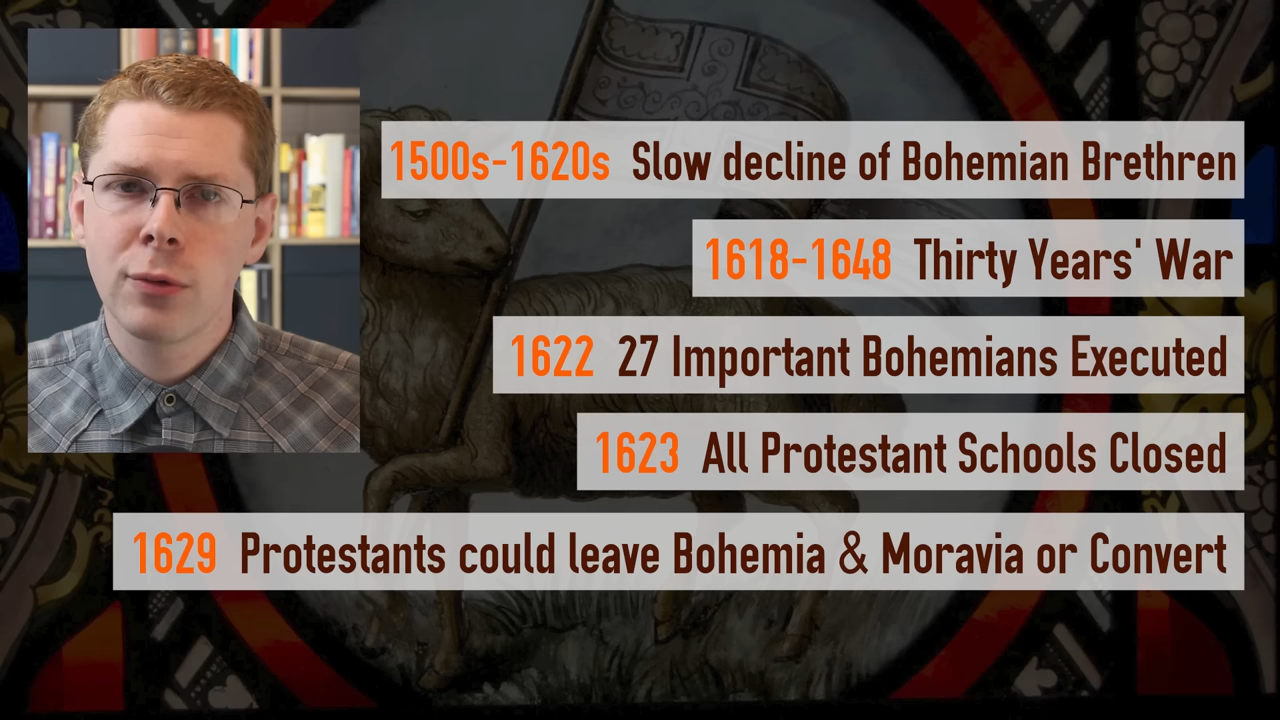 1500s-1620s Slow decline of Bohemian Brethren
1618-1648 Thirty Years' War
1622 27 Important Bohemians Executed
1623 All Protestant Schools Closed
1629 Protestants could leave Bohemia & Moravia or Convert